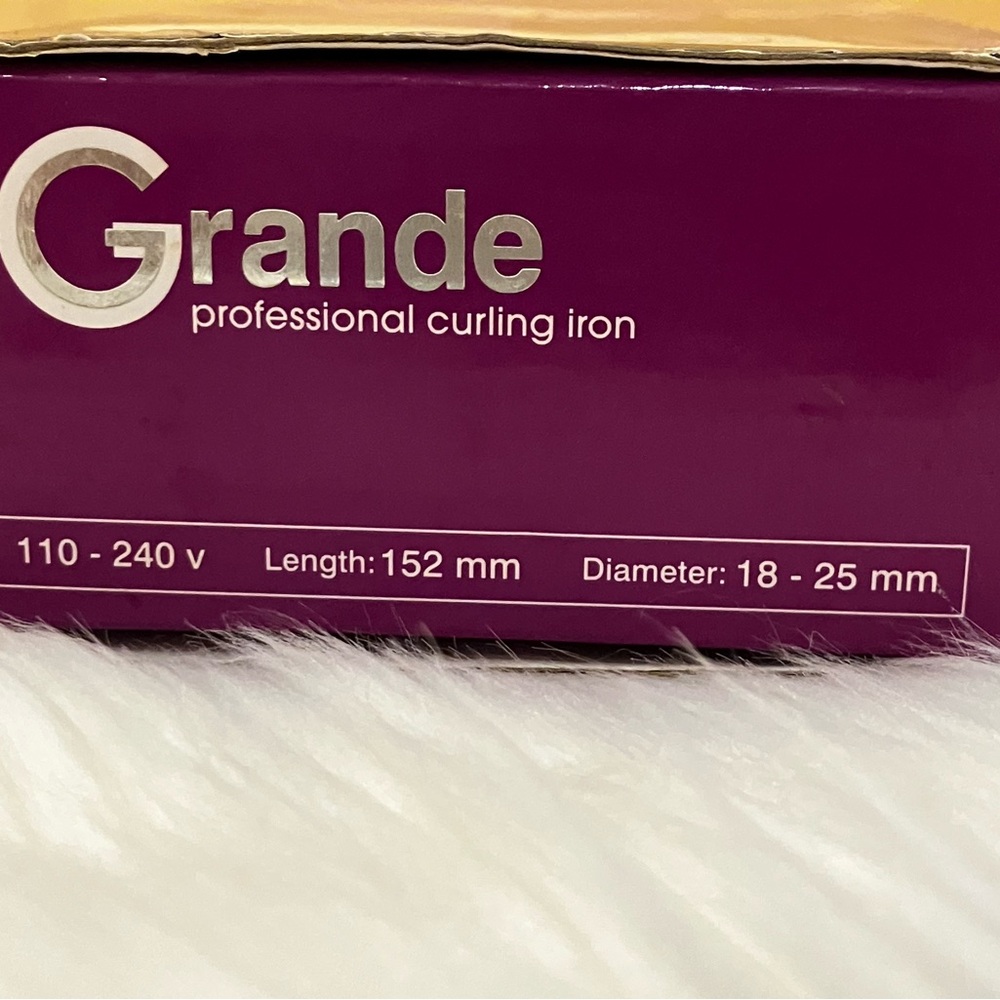 Grande
professional curling iron
110 - 240 v Length: 152 mm Diameter: 18 - 25 mm